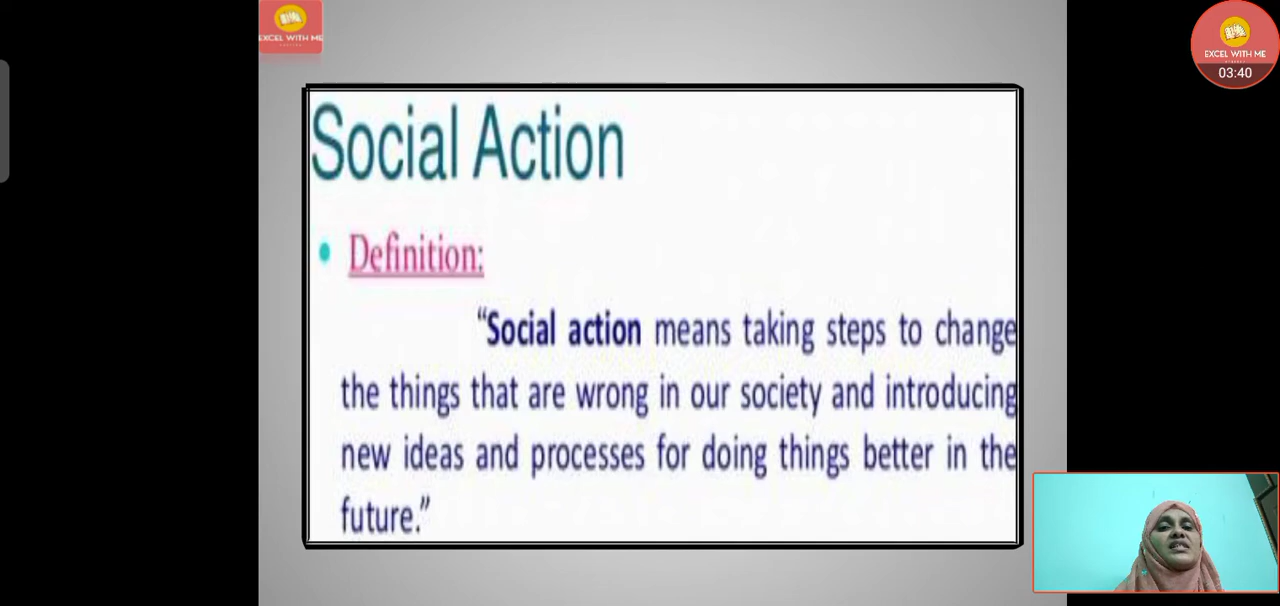 EXCEL WITH ME
EXCEL WITH ME
03:40
Social Action
• Definition:
“Social action means taking steps to change
the things that are wrong in our society and introducing
new ideas and processes for doing things better in the
future.”